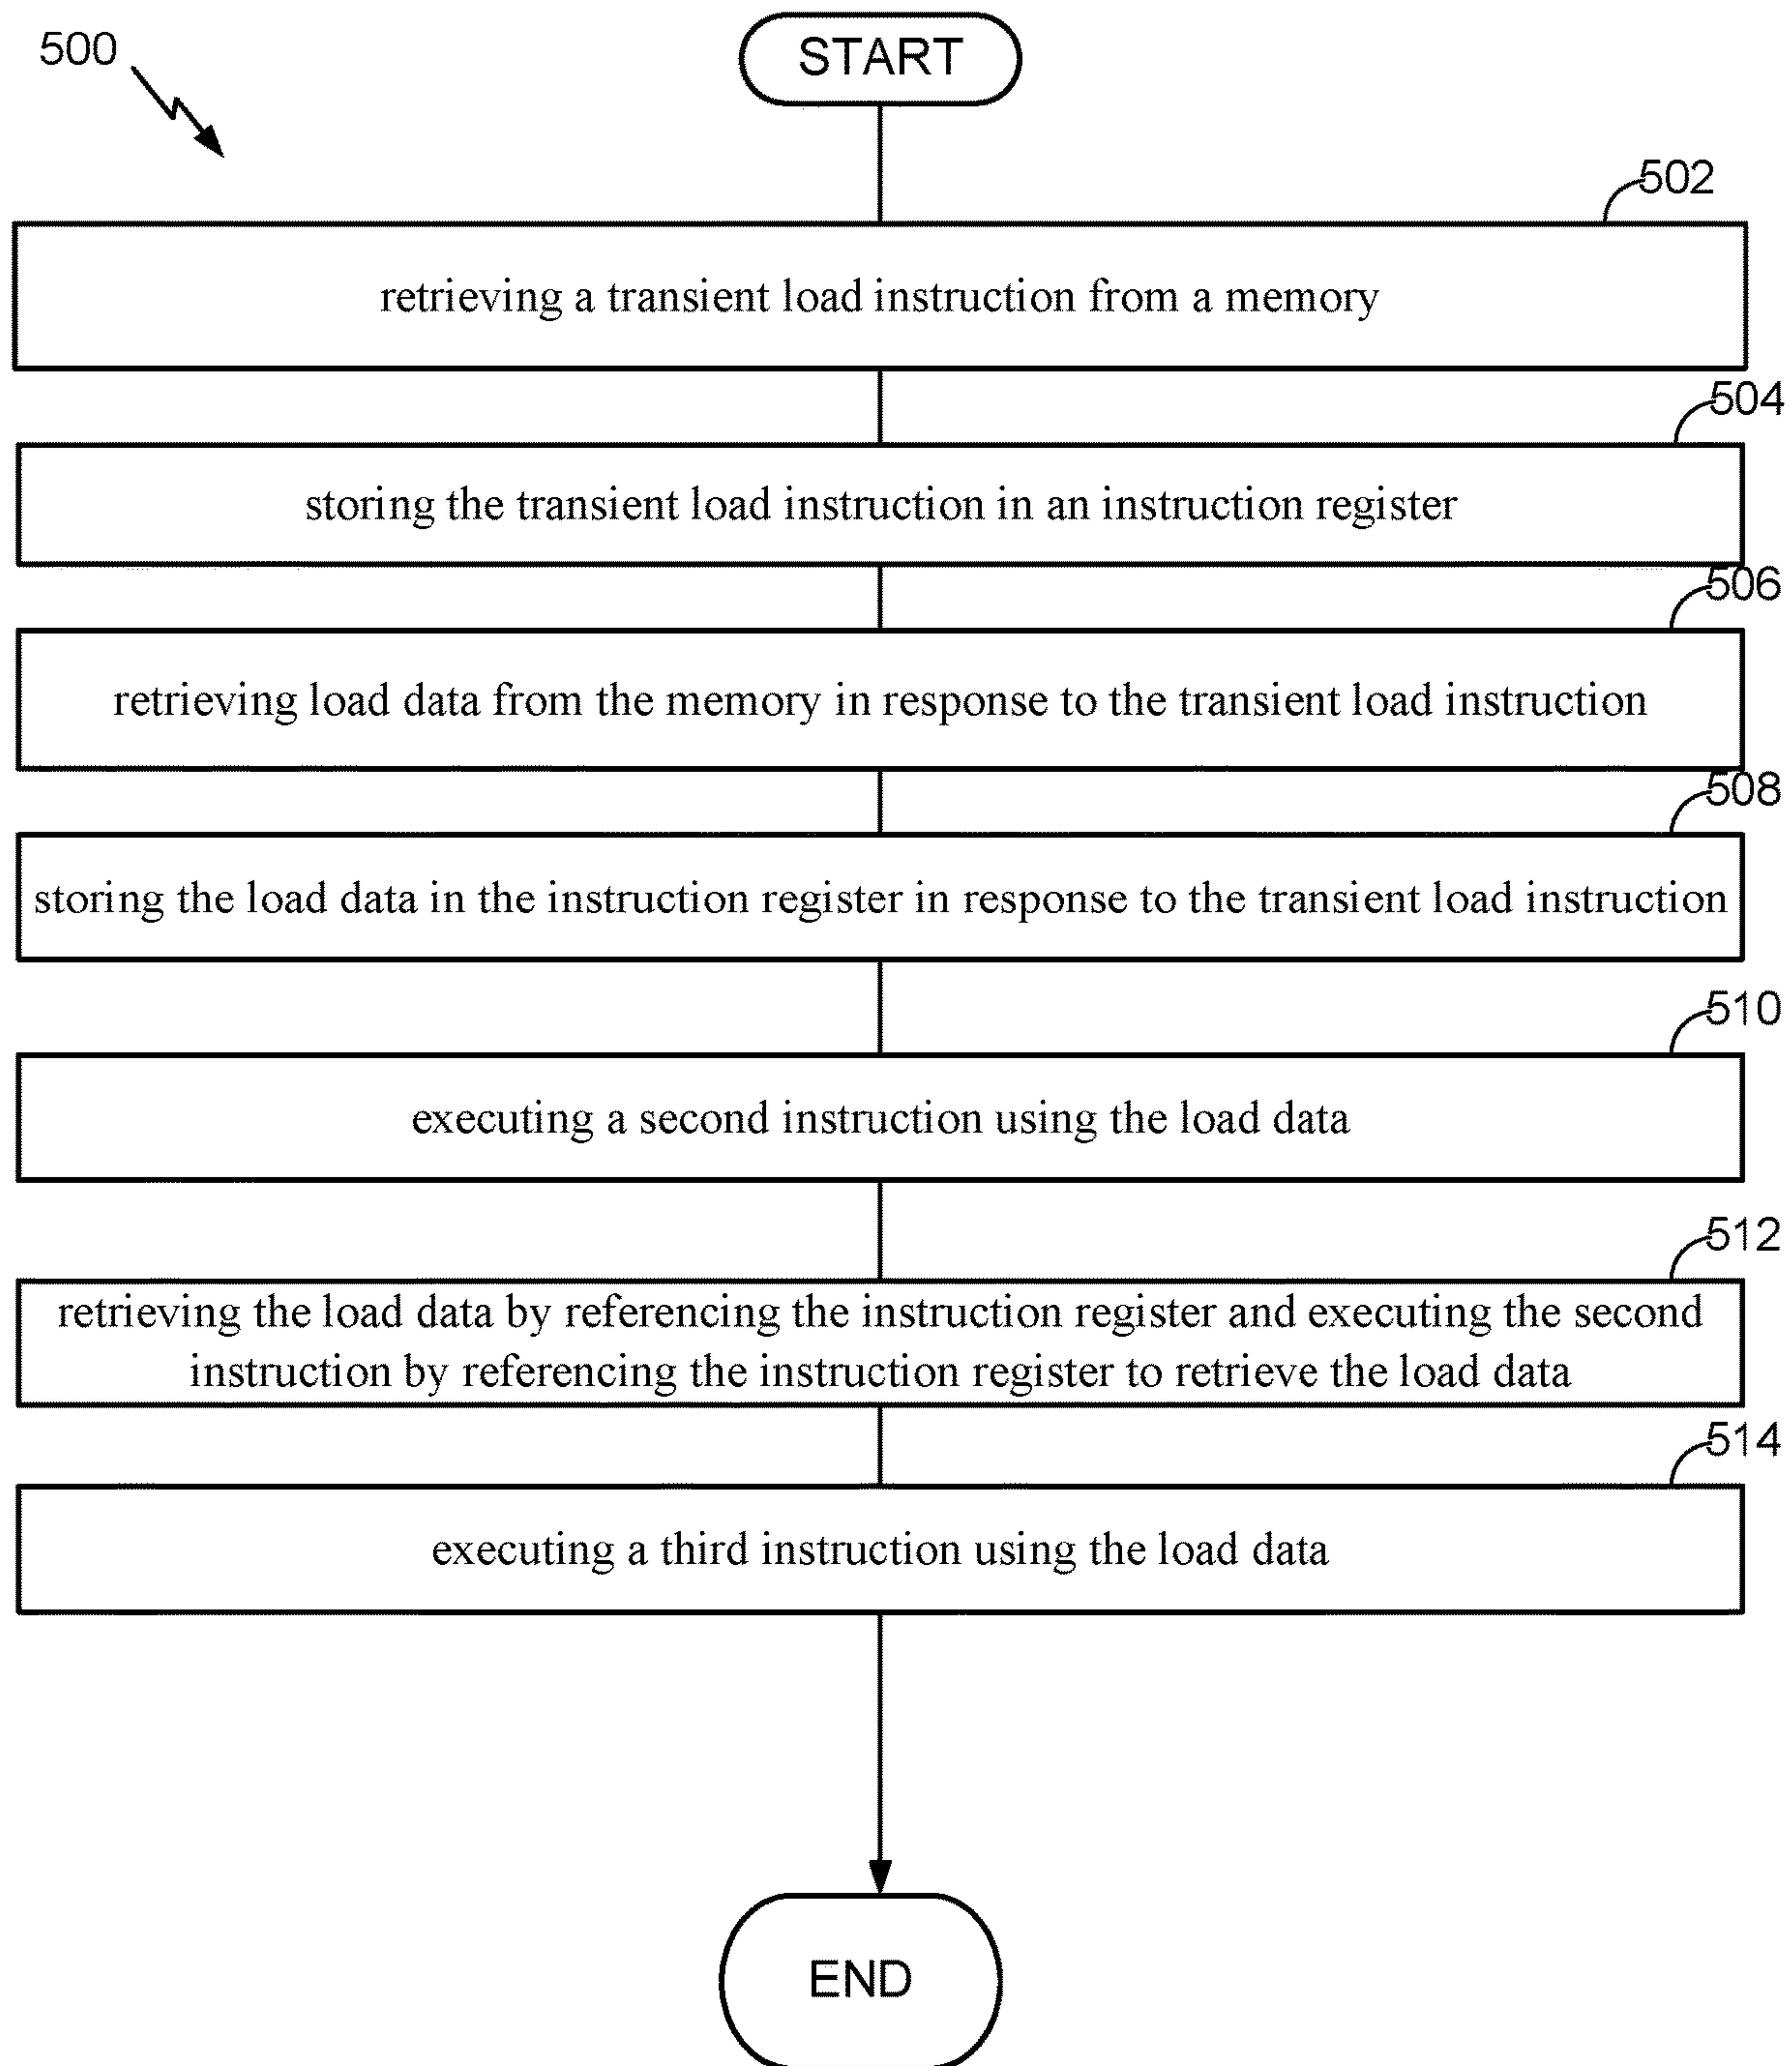 500
START
502
retrieving a transient load instruction from a memory
504
storing the transient load instruction in an instruction register
506
retrieving load data from the memory in response to the transient load instruction
508
storing the load data in the instruction register in response to the transient load instruction
510
executing a second instruction using the load data
512
retrieving the load data by referencing the instruction register and executing the second
instruction by referencing the instruction register to retrieve the load data
514
executing a third instruction using the load data
END